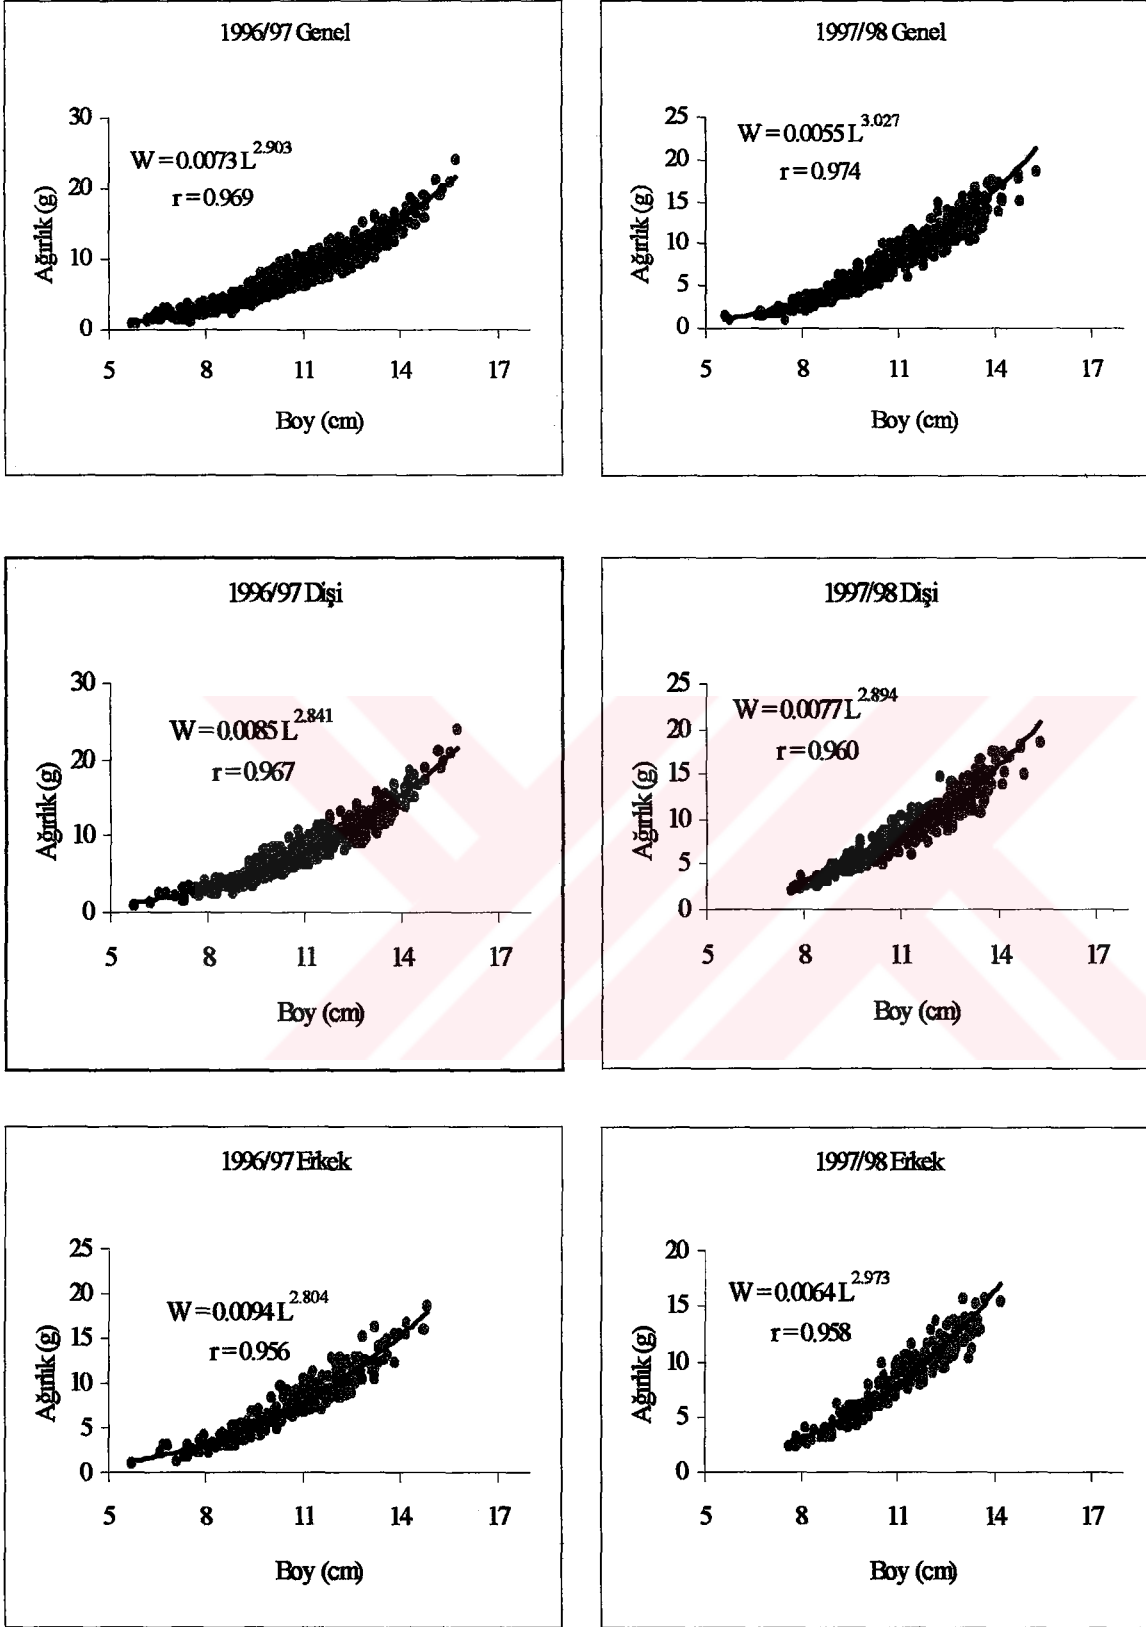 1996/97 Genel
30
20
10
0
W = 0.0073 L^2.903
r = 0.969
Ağırlık (g)
5 8 11 14 17
Boy (cm)
1997/98 Genel
25
20
15
10
5
0
W = 0.0055 L^3.027
r = 0.974
Ağırlık (g)
5 8 11 14 17
Boy (cm)
1996/97 Dişi
30
20
10
0
W = 0.0085 L^2.841
r = 0.967
Ağırlık (g)
5 8 11 14 17
Boy (cm)
1997/98 Dişi
25
20
15
10
5
0
W = 0.0077 L^2.894
r = 0.960
Ağırlık (g)
5 8 11 14 17
Boy (cm)
1996/97 Erkek
25
20
15
10
5
0
W = 0.0094 L^2.804
r = 0.956
Ağırlık (g)
5 8 11 14 17
Boy (cm)
1997/98 Erkek
20
15
10
5
0
W = 0.0064 L^2.973
r = 0.958
Ağırlık (g)
5 8 11 14 17
Boy (cm)